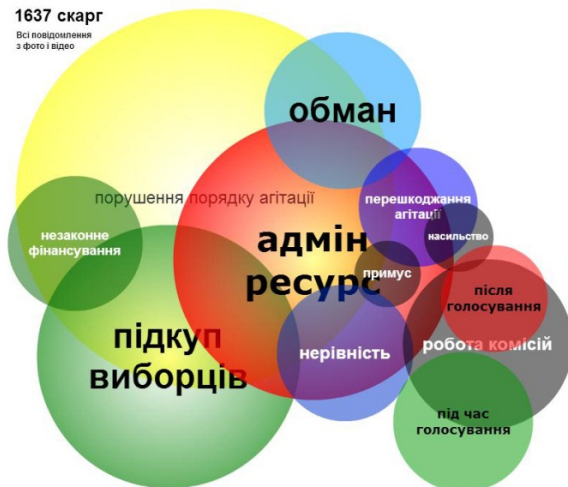 1637 скарг
Всі повідомлення
з фото і відео
обман
порушення порядку агітації
перешкоджання
агітації
незаконне
фінансування
насильство
адмін
ресурс
примус
після
голосування
підкуп
виборців
нерівність
робота комісій
під час
голосування